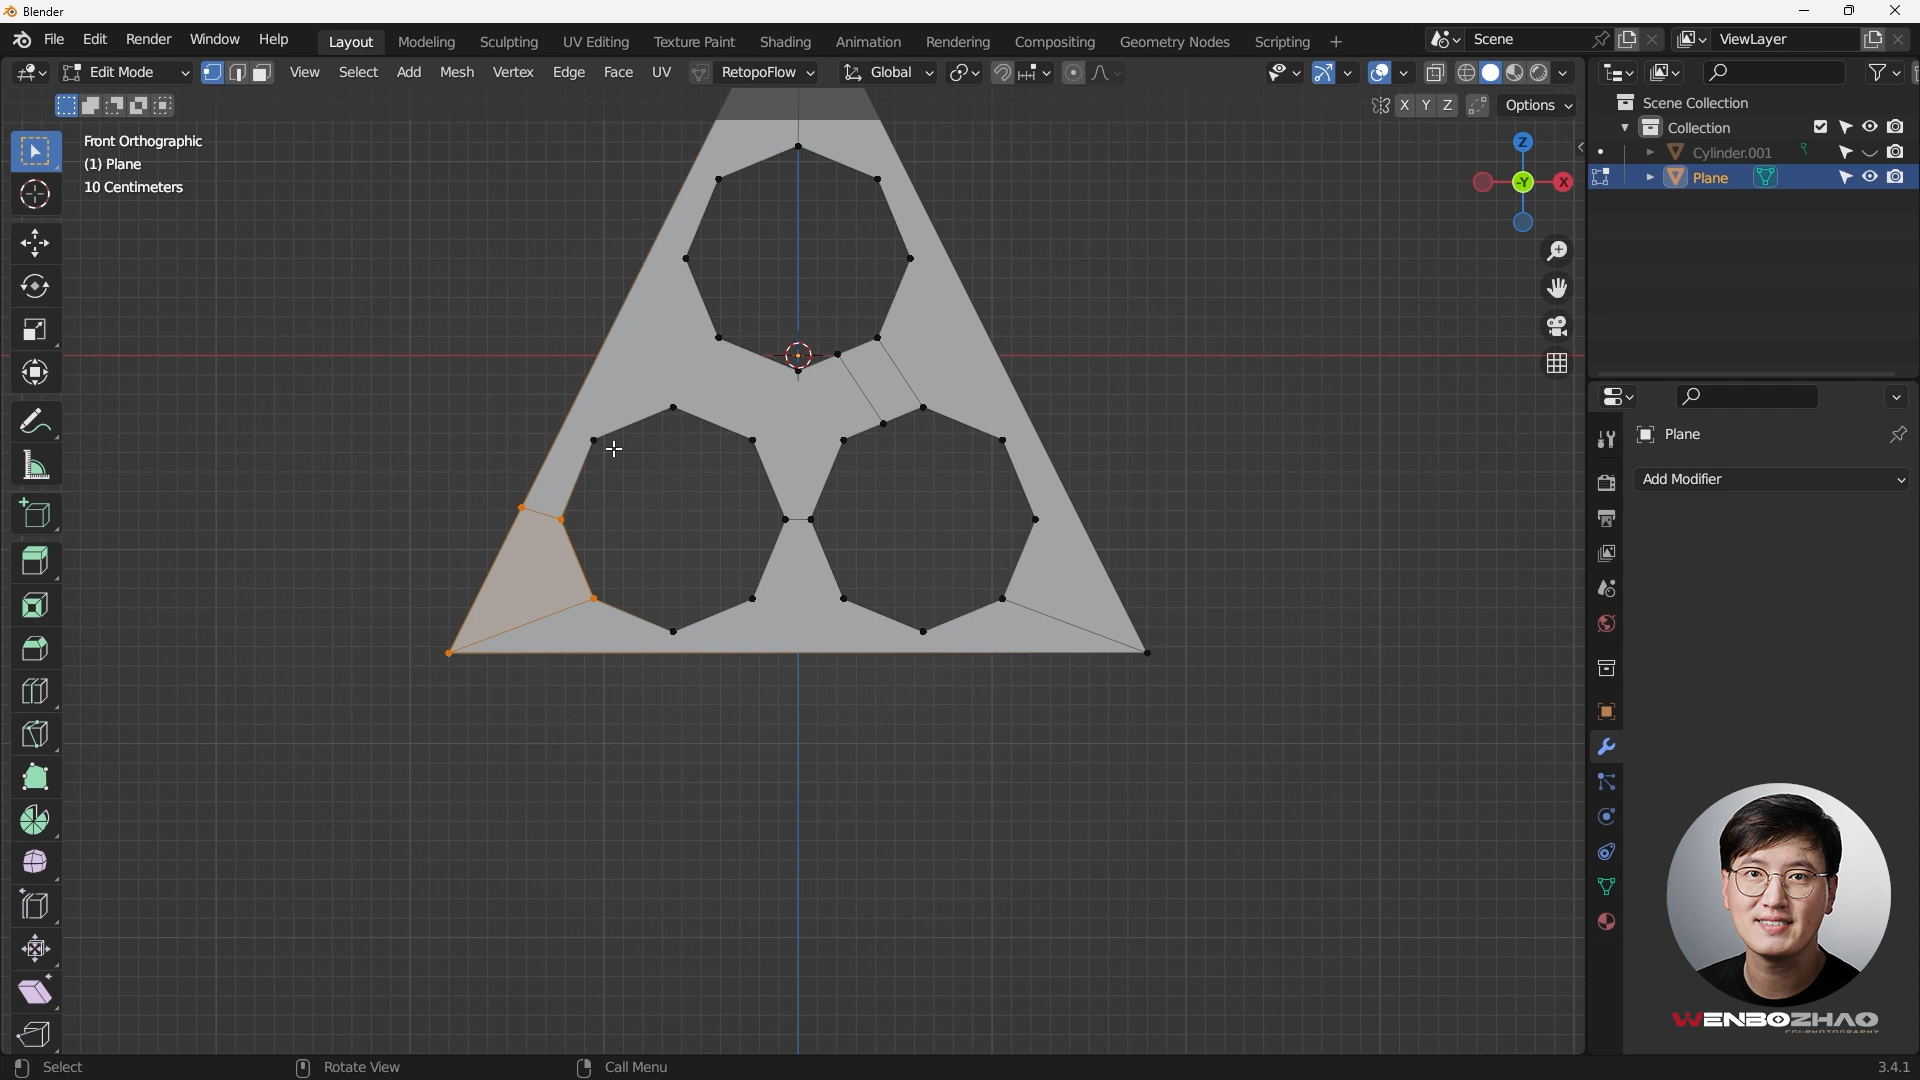 Blender
File Edit Render Window Help Layout Modeling Sculpting UV Editing Texture Paint Shading Animation Rendering Compositing Geometry Nodes Scripting + Scene ViewLayer
Edit Mode View Select Add Mesh Vertex Edge Face UV RetopoFlow Global
X Y Z Options
Front Orthographic
(1) Plane
10 Centimeters
Z
-Y
X
Scene Collection
Collection
Cylinder.001
Plane
Plane
Add Modifier
WENBOZHAO
Select Rotate View Call Menu 3.4.1